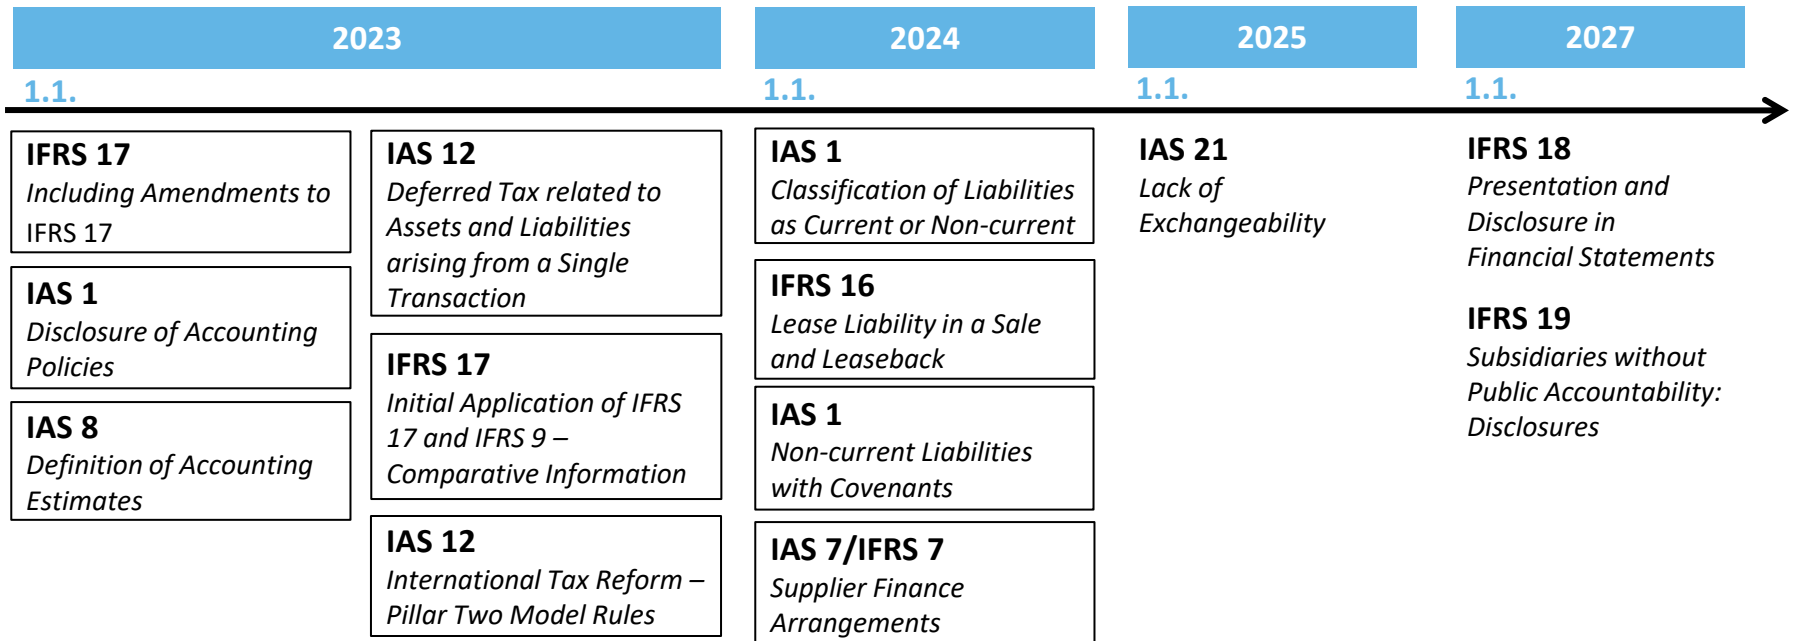 2023
2024
2025
2027
1.1.
1.1.
1.1.
1.1.
IFRS 17
Including Amendments to
IFRS 17
IAS 1
Disclosure of Accounting
Policies
IAS 8
Definition of Accounting
Estimates
IAS 12
Deferred Tax related to
Assets and Liabilities
arising from a Single
Transaction
IFRS 17
Initial Application of IFRS
17 and IFRS 9 –
Comparative Information
IAS 12
International Tax Reform –
Pillar Two Model Rules
IAS 1
Classification of Liabilities
as Current or Non-current
IFRS 16
Lease Liability in a Sale
and Leaseback
IAS 1
Non-current Liabilities
with Covenants
IAS 7/IFRS 7
Supplier Finance
Arrangements
IAS 21
Lack of
Exchangeability
IFRS 18
Presentation and
Disclosure in
Financial Statements
IFRS 19
Subsidiaries without
Public Accountability:
Disclosures